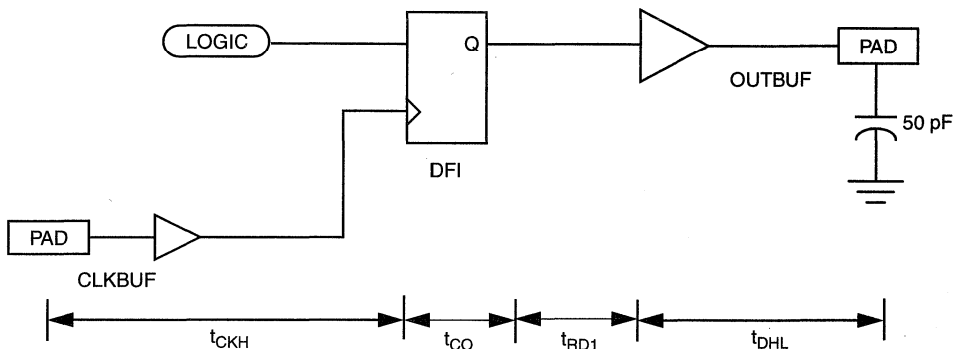 LOGIC
Q
PAD
OUTBUF
50 pF
DFI
PAD
CLKBUF
tCKH
tCO
tRD1
tDHL